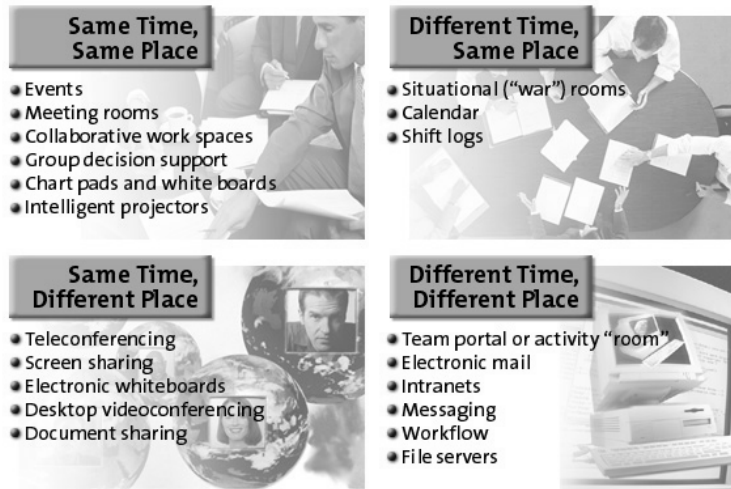 Same Time,
Same Place
• Events
• Meeting rooms
• Collaborative work spaces
• Group decision support
• Chart pads and white boards
• Intelligent projectors
Different Time,
Same Place
• Situational (“war”) rooms
• Calendar
• Shift logs
Same Time,
Different Place
• Teleconferencing
• Screen sharing
• Electronic whiteboards
• Desktop videoconferencing
• Document sharing
Different Time,
Different Place
• Team portal or activity “room”
• Electronic mail
• Intranets
• Messaging
• Workflow
• File servers